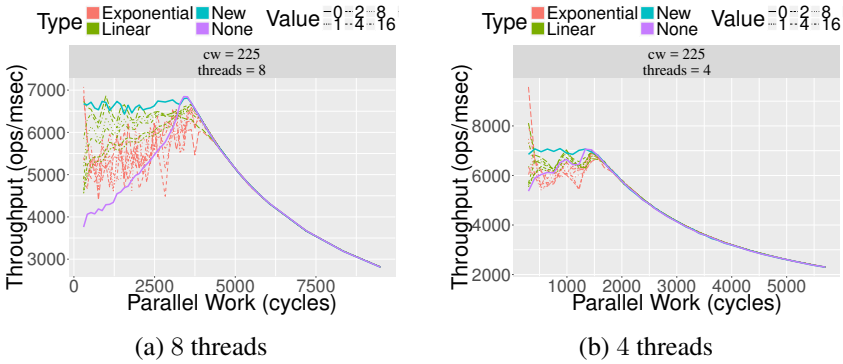 Type Exponential New Linear None Value 0 2 8 1 4 16
cw = 225
threads = 8
Throughput (ops/msec)
7000
6000
5000
4000
3000
0 2500 5000 7500
Parallel Work (cycles)
(a) 8 threads
Type Exponential New Linear None Value 0 2 8 1 4 16
cw = 225
threads = 4
Throughput (ops/msec)
8000
6000
4000
2000
1000 2000 3000 4000 5000
Parallel Work (cycles)
(b) 4 threads